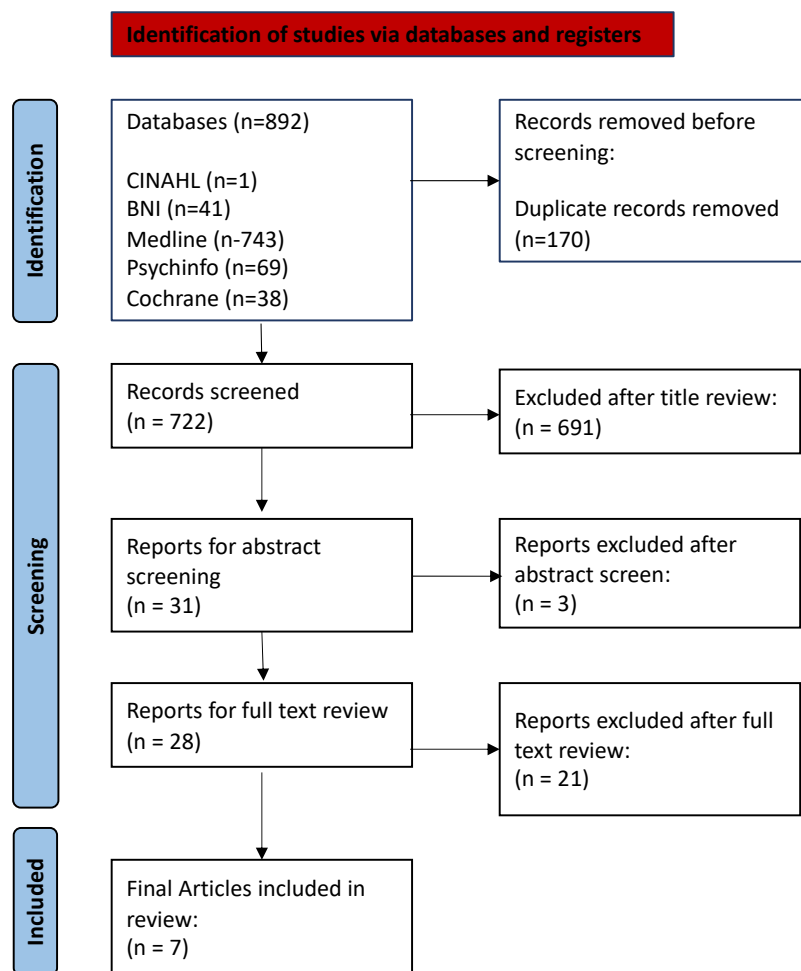 Identification of studies via databases and registers
Identification
Databases (n=892)
CINAHL (n=1)
BNI (n=41)
Medline (n-743)
Psychinfo (n=69)
Cochrane (n=38)
Records removed before
screening:
Duplicate records removed
(n=170)
Screening
Records screened
(n = 722)
Excluded after title review:
(n = 691)
Reports for abstract
screening
(n = 31)
Reports excluded after
abstract screen:
(n = 3)
Reports for full text review
(n = 28)
Reports excluded after full
text review:
(n = 21)
Included
Final Articles included in
review:
(n = 7)